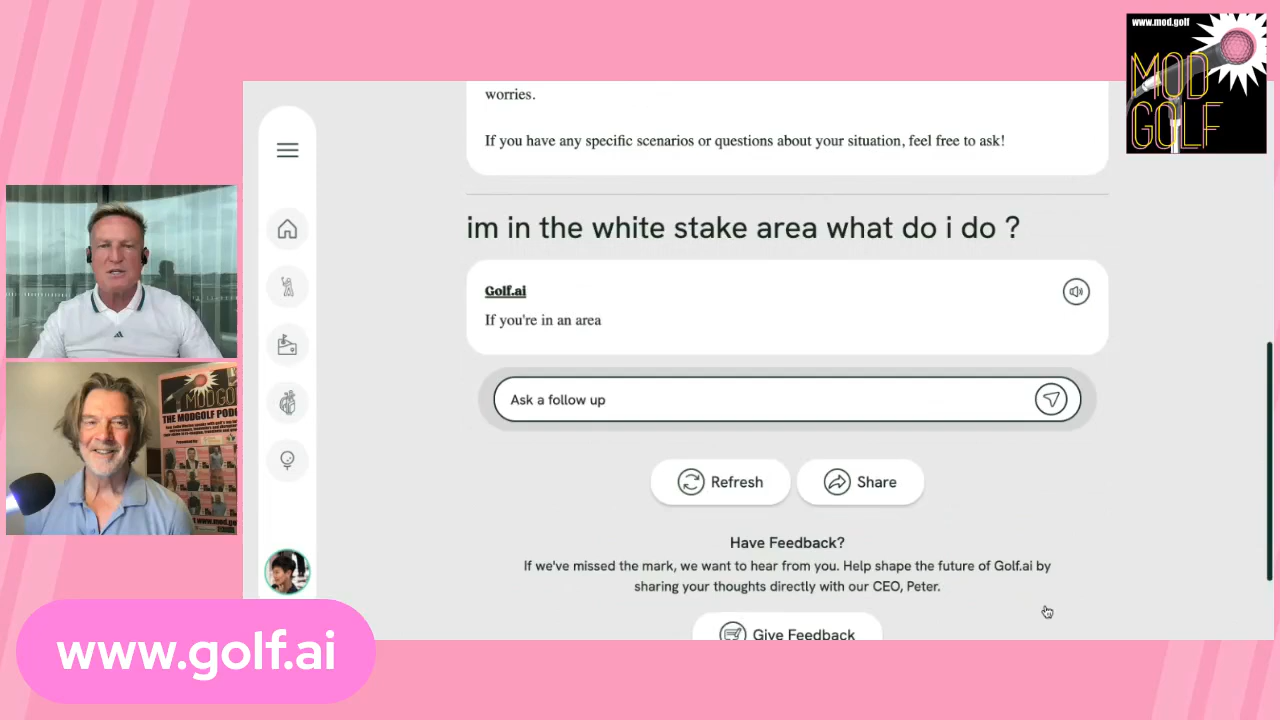 www.mod.golf
MOD
GOLF
worries.
If you have any specific scenarios or questions about your situation, feel free to ask!
im in the white stake area what do i do ?
Golf.ai
If you're in an area
Ask a follow up
Refresh
Share
Have Feedback?
If we've missed the mark, we want to hear from you. Help shape the future of Golf.ai by
sharing your thoughts directly with our CEO, Peter.
Give Feedback
MODGOLF
THE MODGOLF PODC
www.golf.ai